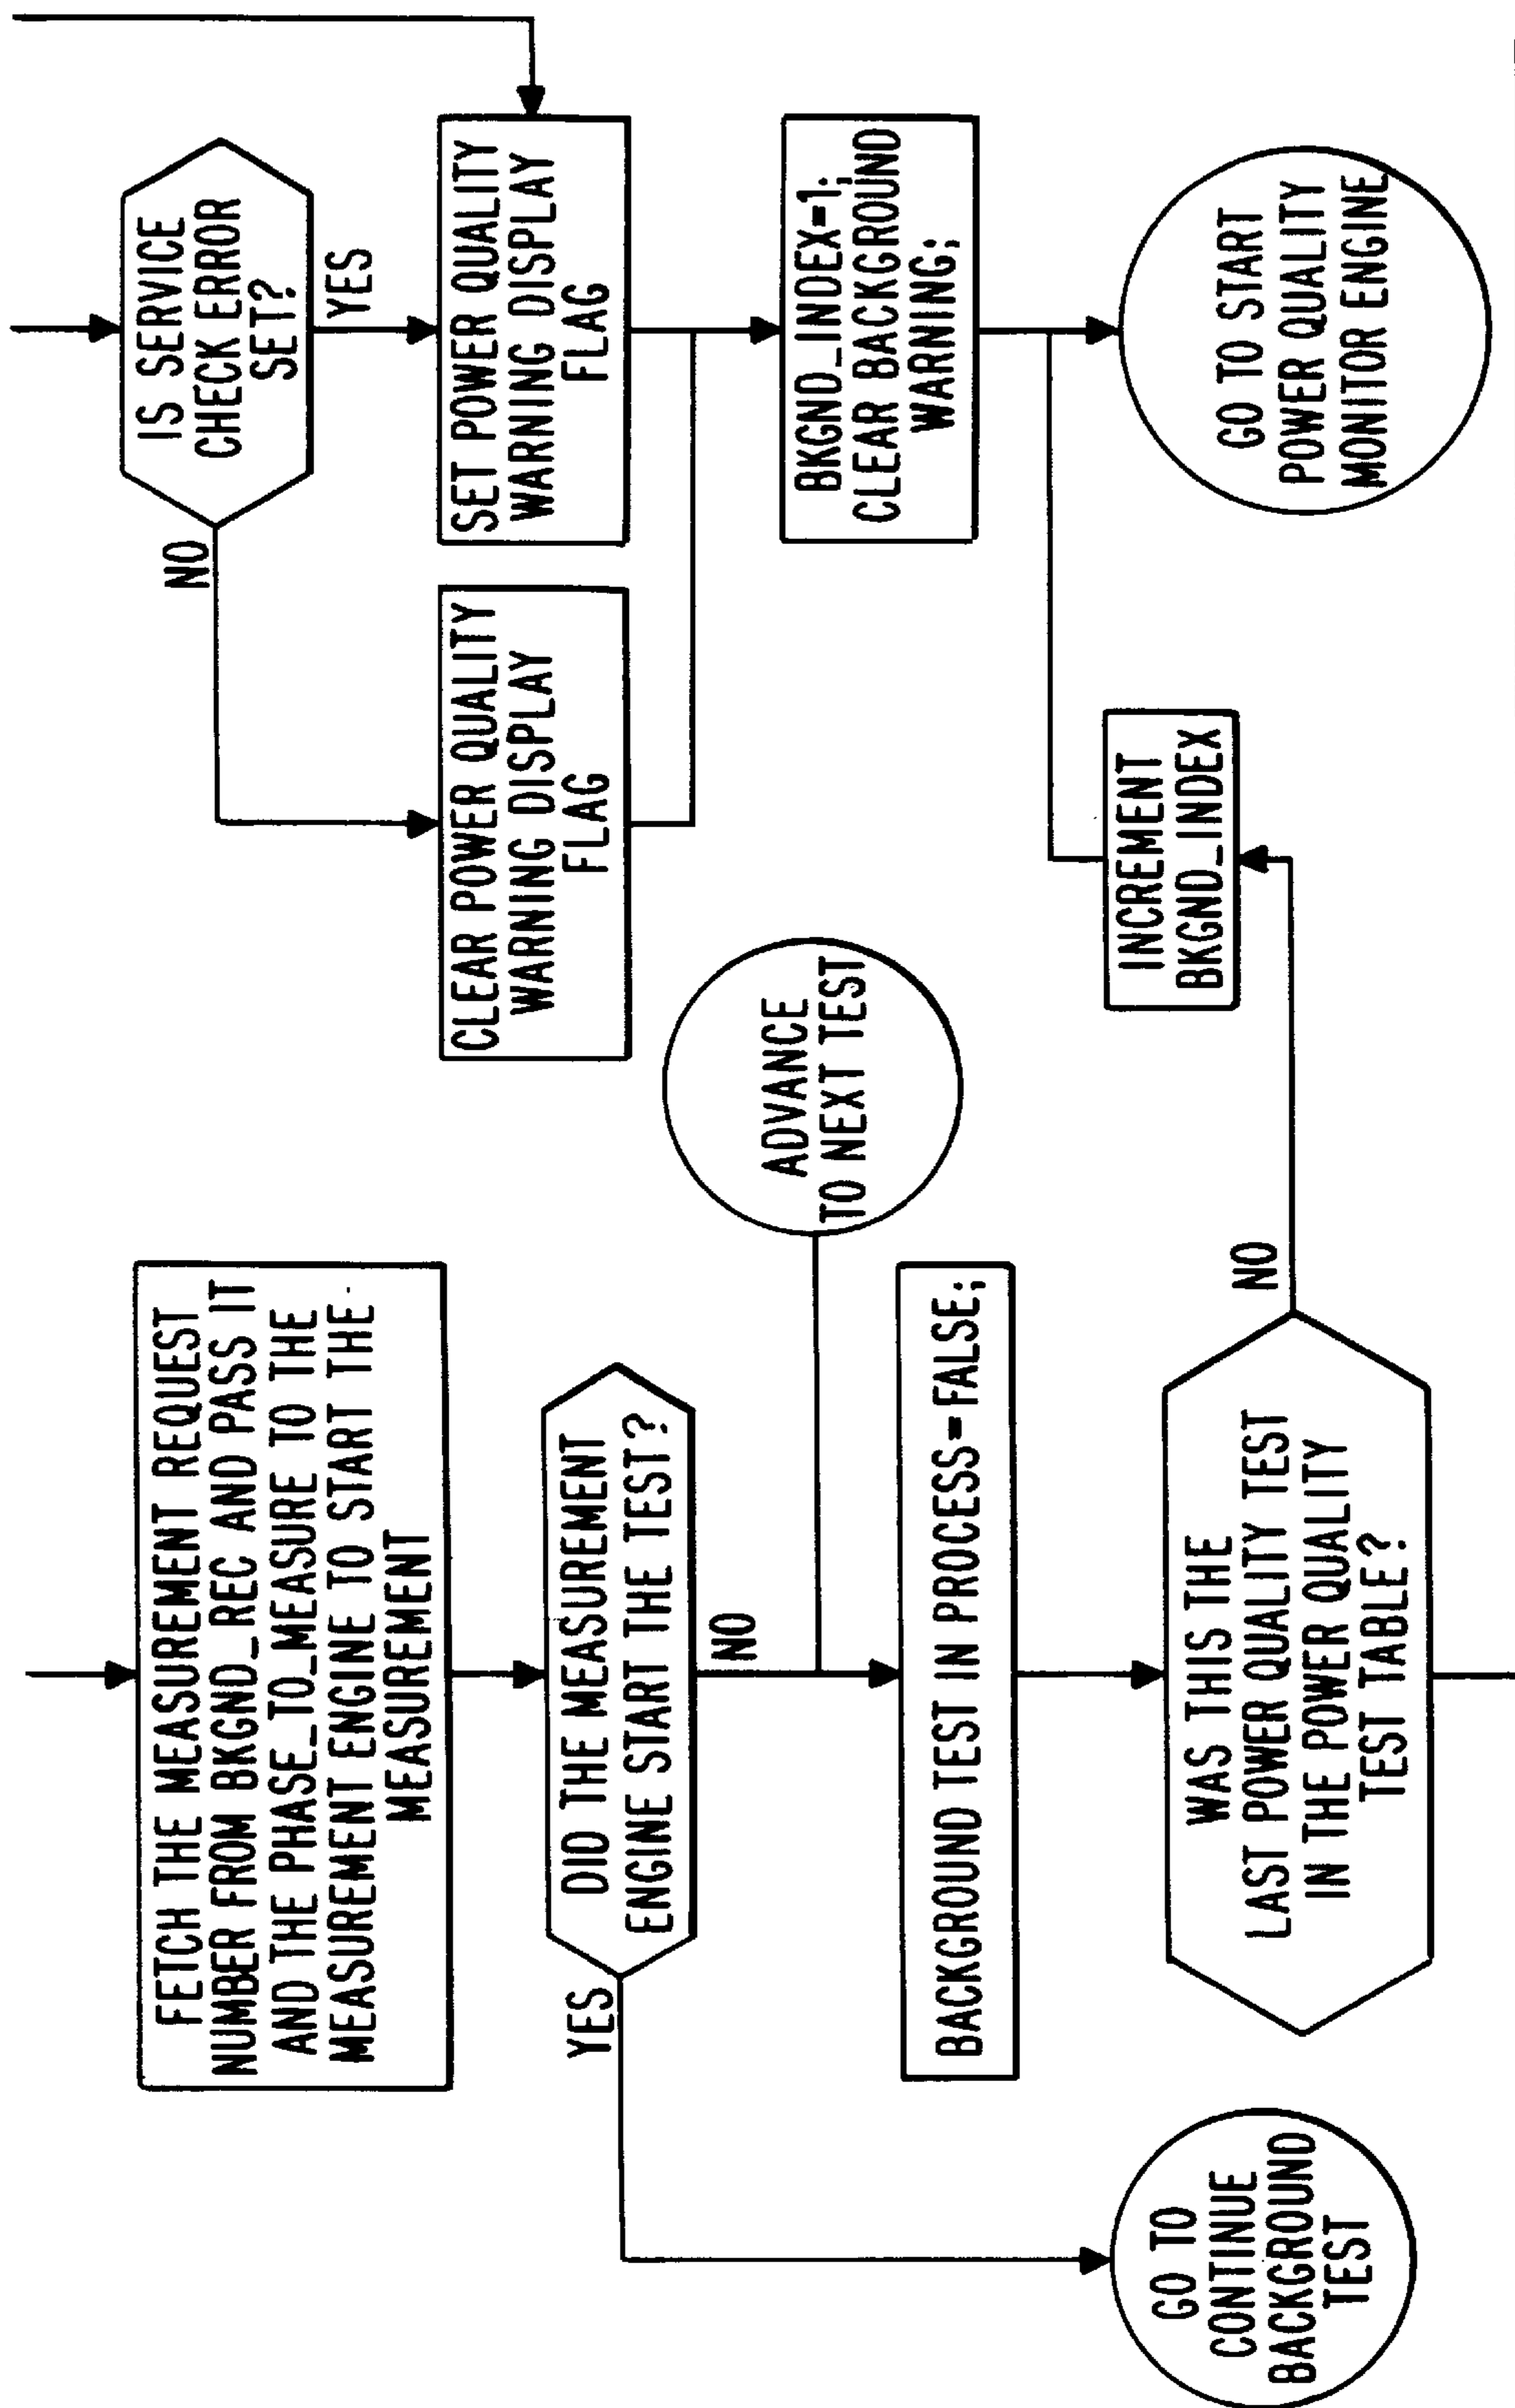 FETCH THE MEASUREMENT REQUEST
NUMBER FROM BKGND_REC AND PASS IT
AND THE PHASE_TO_MEASURE TO THE
MEASUREMENT ENGINE TO START THE
MEASUREMENT
DID THE MEASUREMENT
ENGINE START THE TEST?
YES
NO
GO TO
CONTINUE
BACKGROUND
TEST
ADVANCE
TO NEXT TEST
BACKGROUND TEST IN PROCESS=FALSE;
WAS THIS THE
LAST POWER QUALITY TEST
IN THE POWER QUALITY
TEST TABLE?
NO
INCREMENT
BKGND_INDEX
IS SERVICE
CHECK ERROR
SET?
NO
YES
CLEAR POWER QUALITY
WARNING DISPLAY
FLAG
SET POWER QUALITY
WARNING DISPLAY
FLAG
BKGND_INDEX=1;
CLEAR BACKGROUND
WARNING;
GO TO START
POWER QUALITY
MONITOR ENGINE